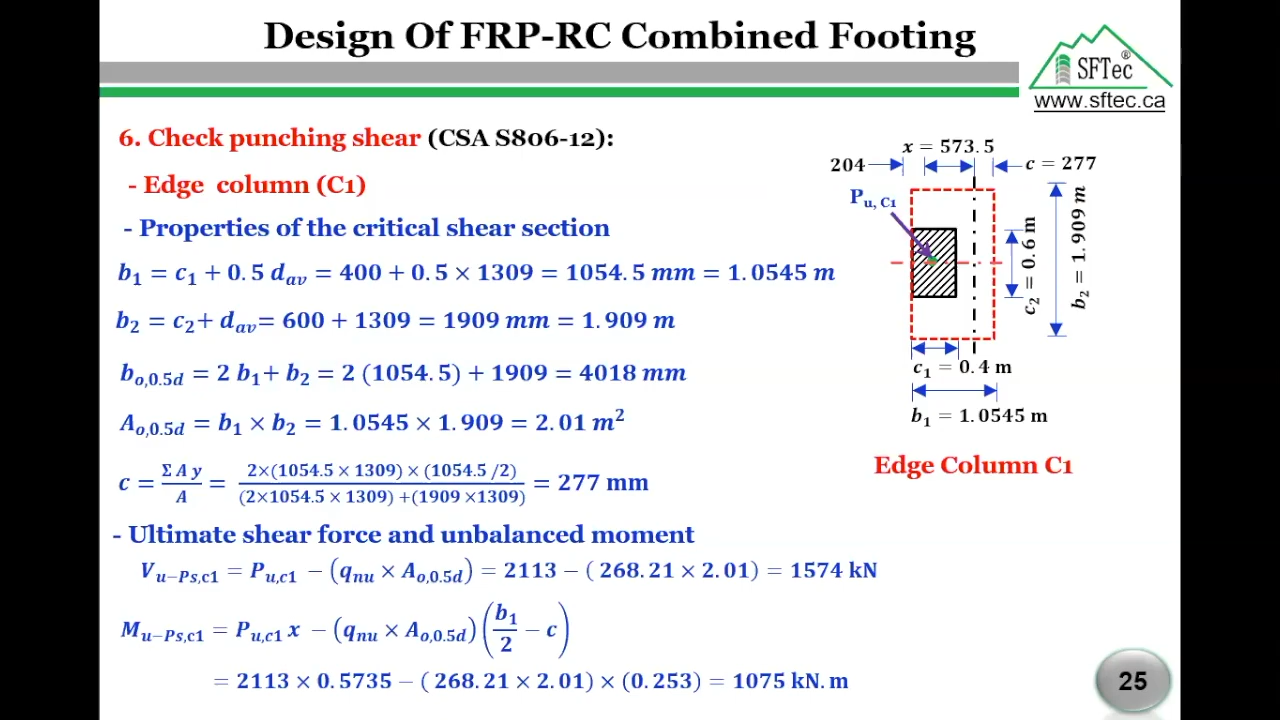 Design Of FRP-RC Combined Footing
SFTec®
www.sftec.ca
6. Check punching shear (CSA S806-12):
- Edge column (C1)
- Properties of the critical shear section
b₁ = c₁ + 0.5 d_av = 400 + 0.5 × 1309 = 1054.5 mm = 1.0545 m
b₂ = c₂ + d_av = 600 + 1309 = 1909 mm = 1.909 m
b_o,0.5d = 2 b₁ + b₂ = 2 (1054.5) + 1909 = 4018 mm
A_o,0.5d = b₁ × b₂ = 1.0545 × 1.909 = 2.01 m²
c = Σ A y / A = 2×(1054.5 × 1309) × (1054.5 /2) / (2×1054.5 × 1309) +(1909 ×1309) = 277 mm
- Ultimate shear force and unbalanced moment
V_u−Ps,c1 = P_u,c1 − (q_nu × A_o,0.5d) = 2113 − ( 268.21 × 2.01) = 1574 kN
M_u−Ps,c1 = P_u,c1 x − (q_nu × A_o,0.5d) (b₁/2 − c)
= 2113 × 0.5735 − ( 268.21 × 2.01) × (0.253) = 1075 kN.m
x = 573.5
204
c = 277
P_u, C1
c₂ = 0.6 m
b₂ = 1.909 m
c₁ = 0.4 m
b₁ = 1.0545 m
Edge Column C1
25